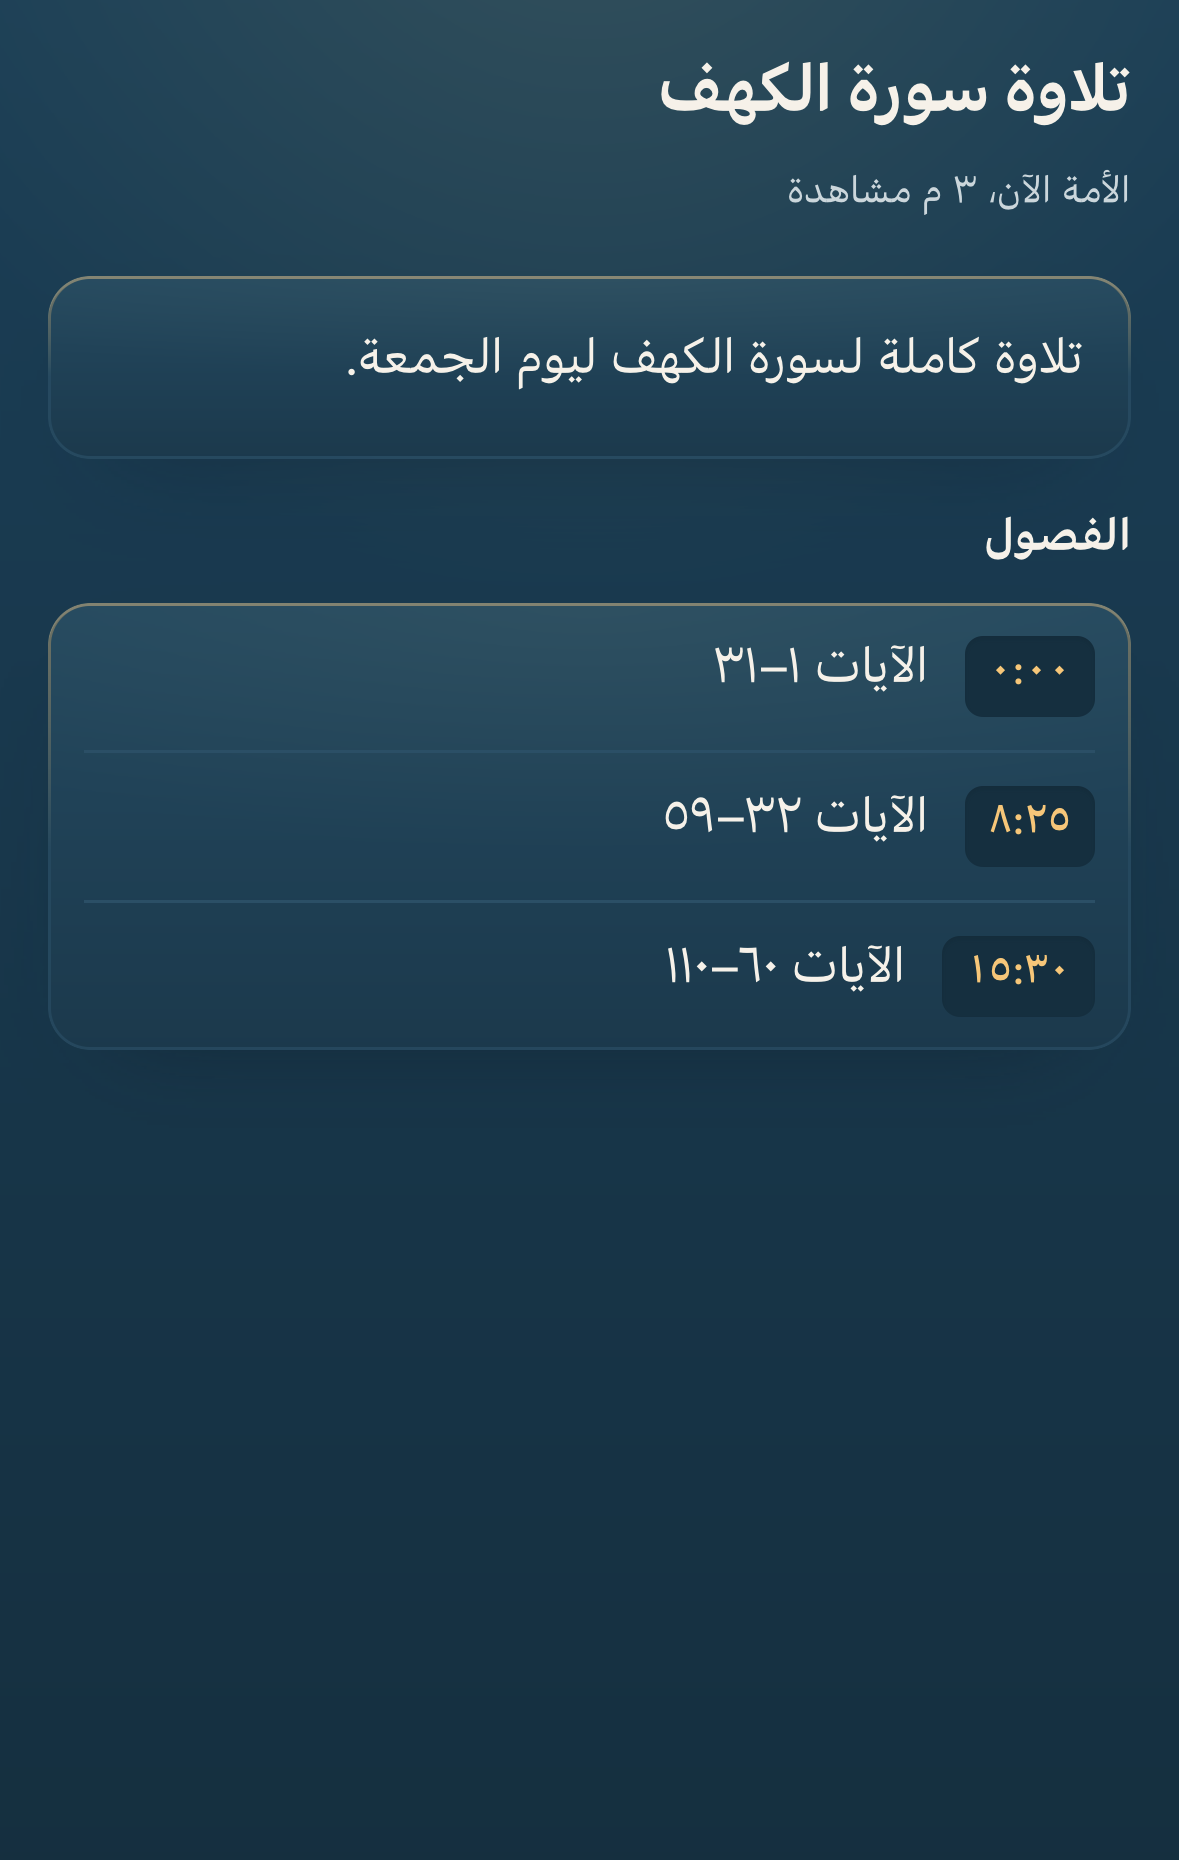 تلاوة سورة الكهف
الأمة الآن، ٣ م مشاهدة
تلاوة كاملة لسورة الكهف ليوم الجمعة.
الفصول
٠:٠٠ الآيات ١–٣١
٨:٢٥ الآيات ٣٢–٥٩
١٥:٣٠ الآيات ٦٠–١١٠